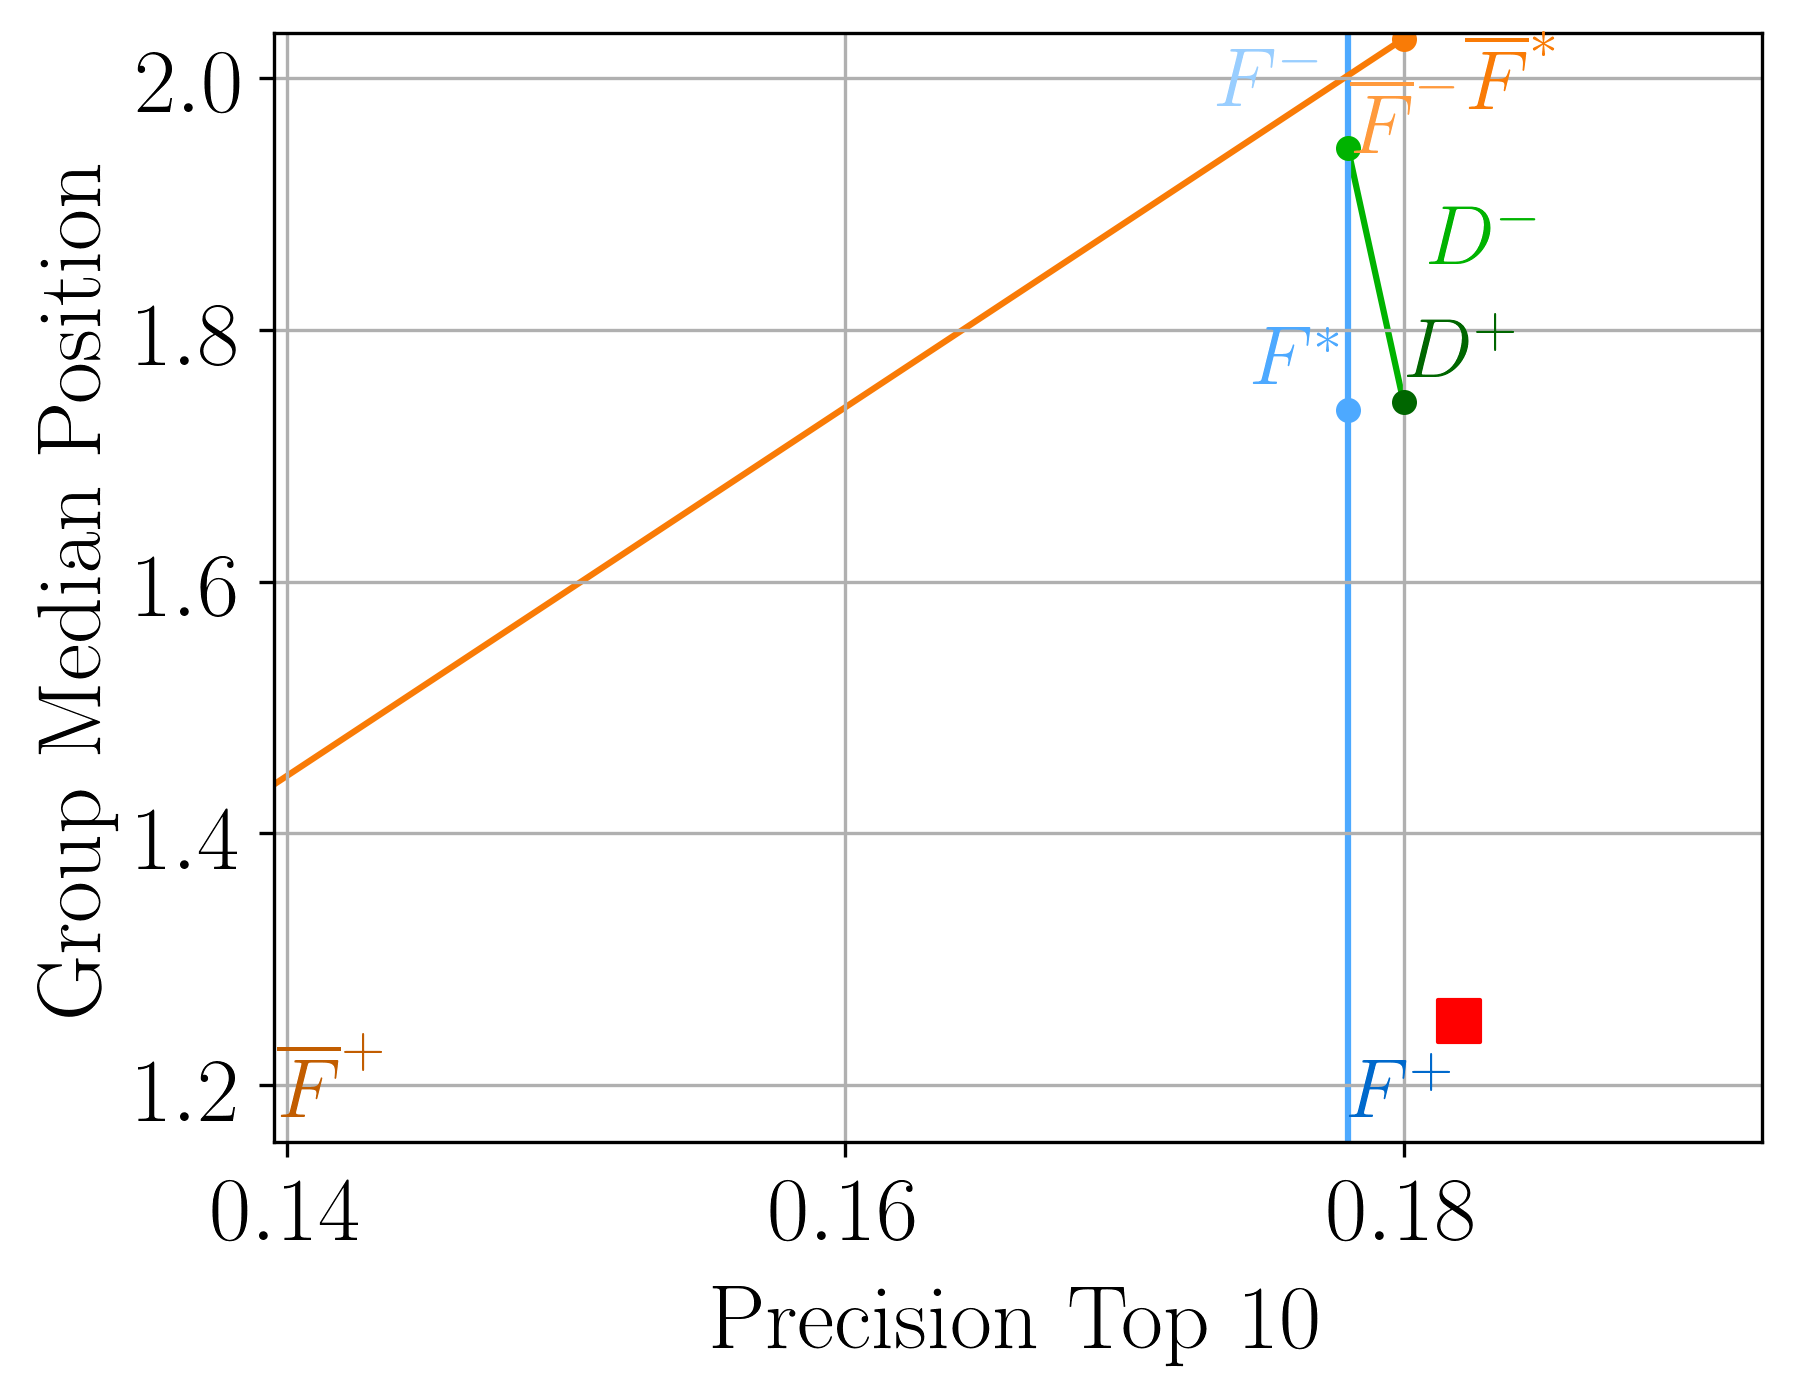 Group Median Position
2.0
1.8
1.6
1.4
1.2
F⁻
F̅⁻
F̅*
D⁻
F*
D⁺
F̅⁺
F⁺
0.14 0.16 0.18
Precision Top 10